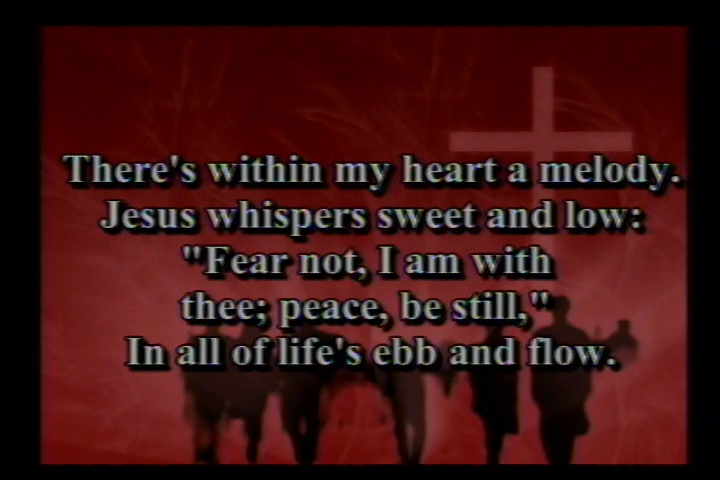 There's within my heart a melody.
Jesus whispers sweet and low:
"Fear not, I am with
thee; peace, be still,"
In all of life's ebb and flow.